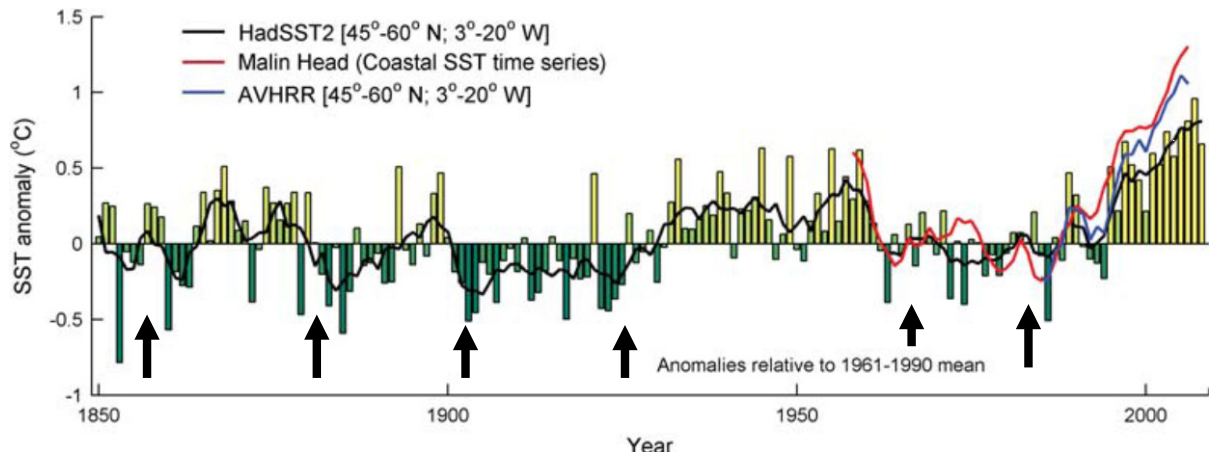 1.5
HadSST2 [45°-60° N; 3°-20° W]
Malin Head (Coastal SST time series)
1
AVHRR [45°-60° N; 3°-20° W]
SST anomaly (°C)
0.5
0
-0.5
Anomalies relative to 1961-1990 mean
-1
1850 1900 1950 2000
Year